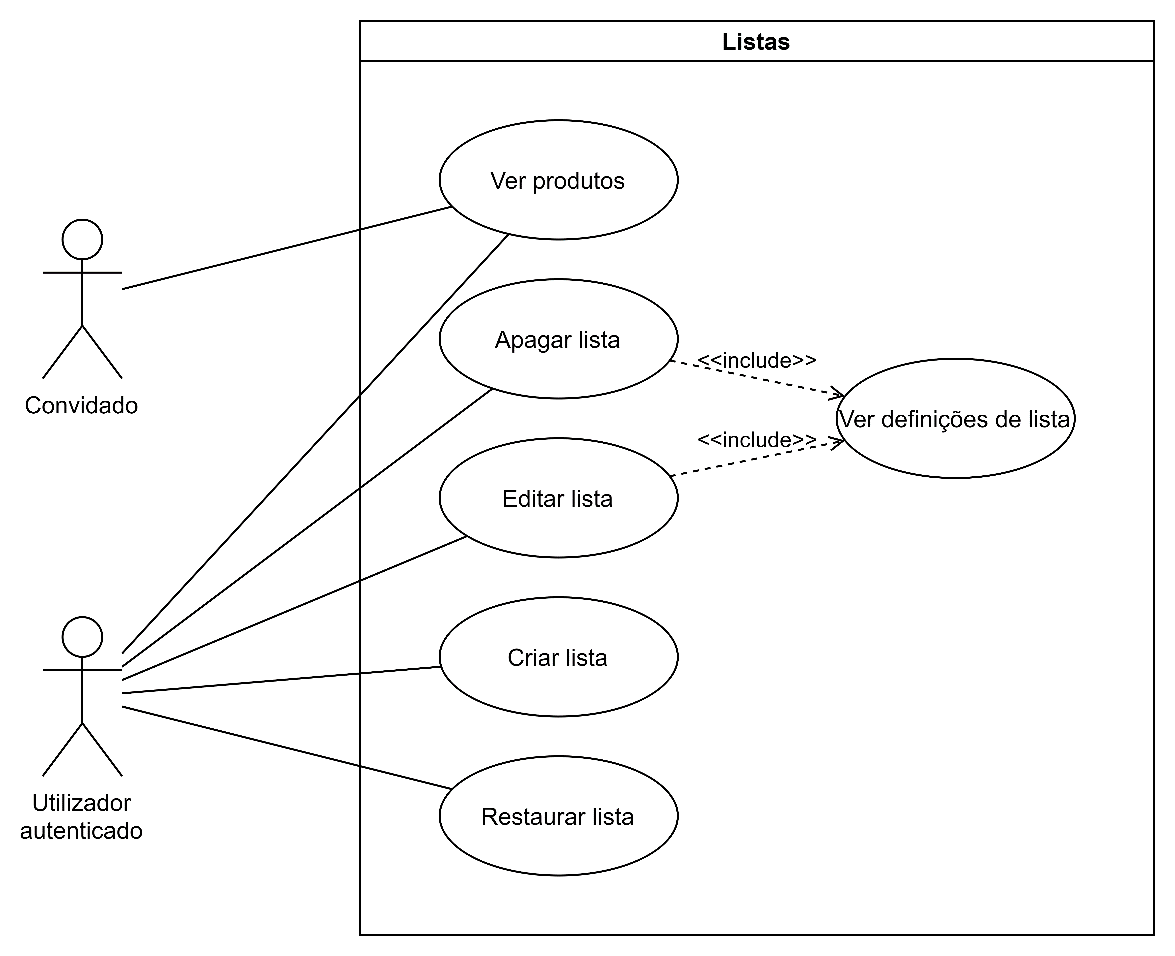 Listas
Ver produtos
Convidado
Apagar lista
<<include>>
Ver definições de lista
<<include>>
Editar lista
Criar lista
Utilizador
autenticado
Restaurar lista